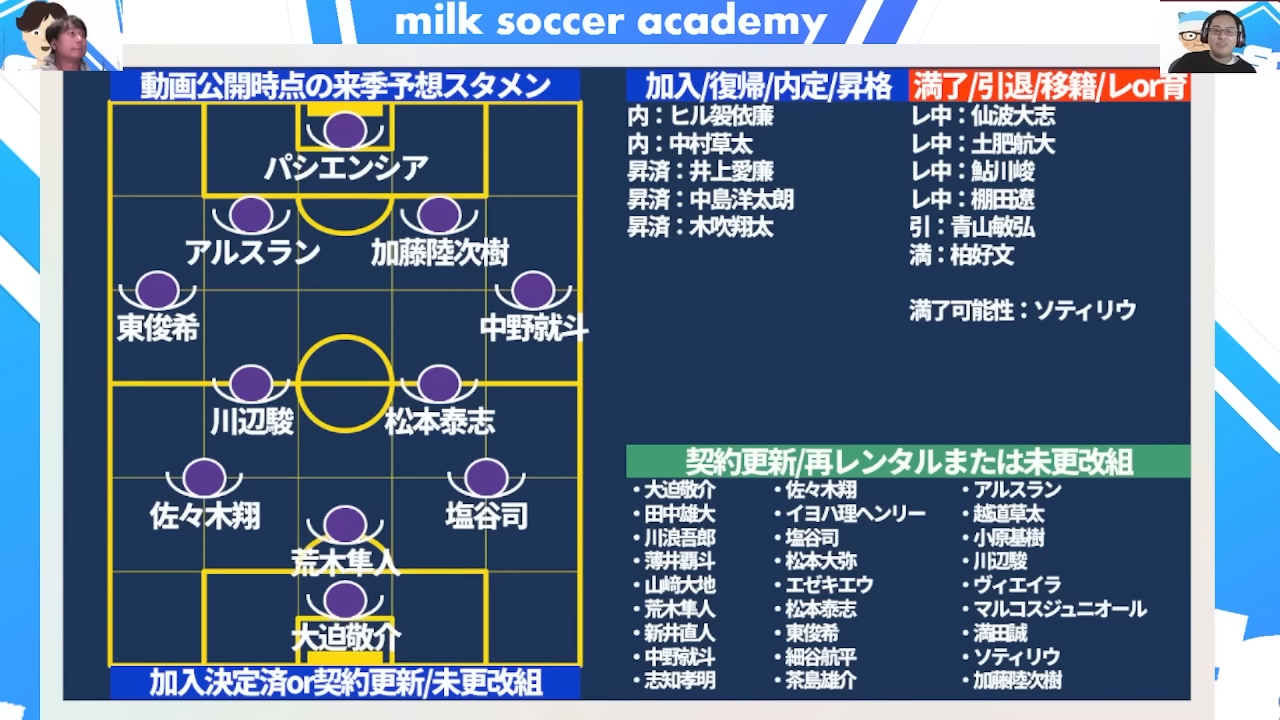 milk soccer academy
動画公開時点の来季予想スタメン
パシエンシア
アルスラン
加藤陸次樹
東俊希
中野就斗
川辺駿
松本泰志
佐々木翔
塩谷司
荒木隼人
大迫敬介
加入決定済or契約更新/未更改組
加入/復帰/内定/昇格
内：ヒル袈依廉
内：中村草太
昇済：井上愛簾
昇済：中島洋太朗
昇済：木吹翔太
満了/引退/移籍/レor育
レ中：仙波大志
レ中：土肥航大
レ中：鮎川峻
レ中：棚田遼
引：青山敏弘
満：柏好文
満了可能性：ソティリウ
契約更新/再レンタルまたは未更改組
・大迫敬介
・田中雄大
・川浪吾郎
・薄井覇斗
・山﨑大地
・荒木隼人
・新井直人
・中野就斗
・志知孝明
・佐々木翔
・イヨハ理ヘンリー
・塩谷司
・松本大弥
・エゼキエウ
・松本泰志
・東俊希
・細谷航平
・茶島雄介
・アルスラン
・越道草太
・小原基樹
・川辺駿
・ヴィエイラ
・マルコスジュニオール
・満田誠
・ソティリウ
・加藤陸次樹